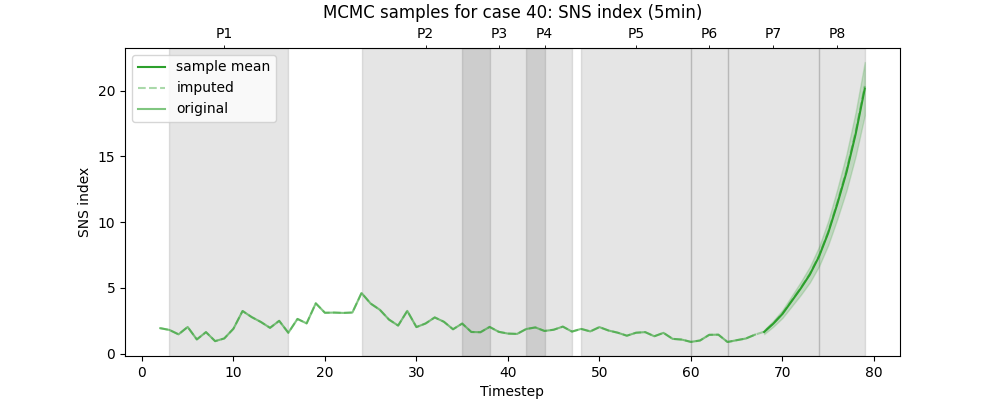 MCMC samples for case 40: SNS index (5min)
P1 P2 P3 P4 P5 P6 P7 P8
sample mean
imputed
original
20
15
10
5
0
SNS index
0 10 20 30 40 50 60 70 80
Timestep